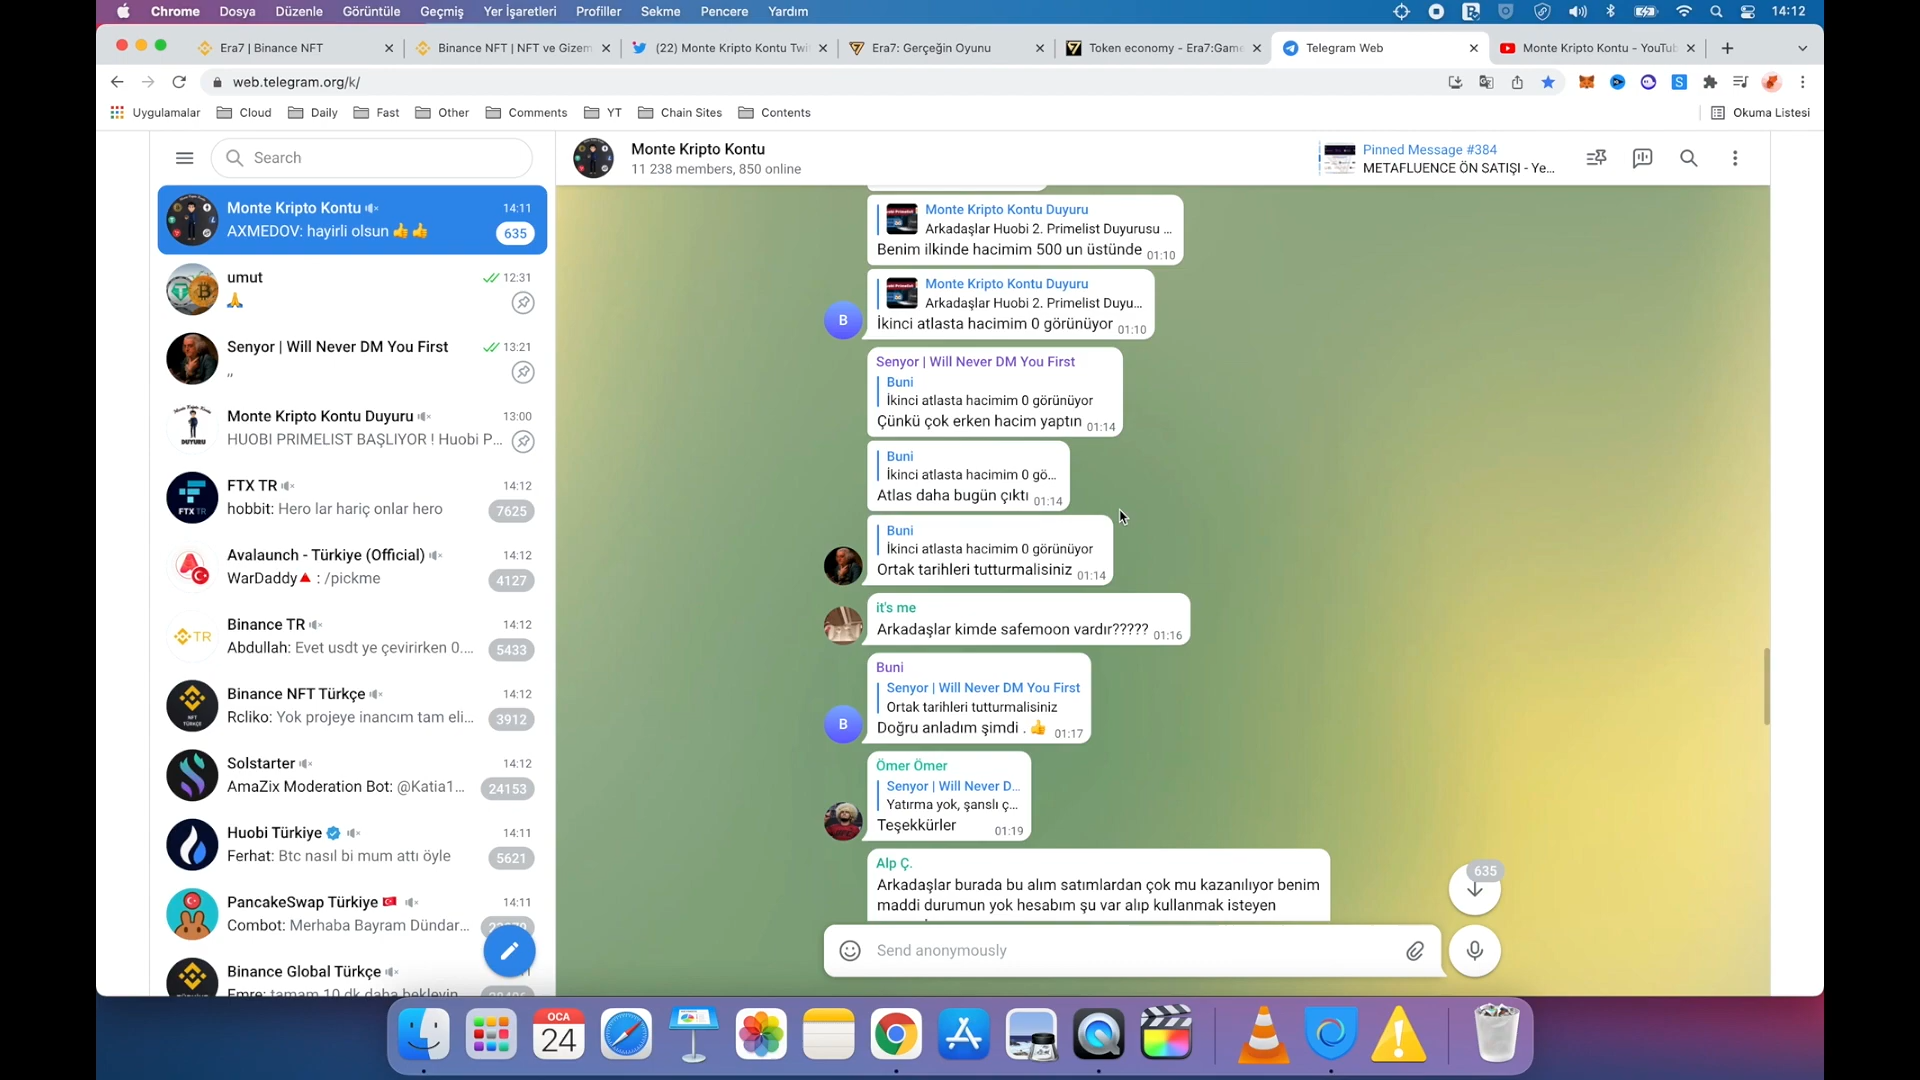 Chrome Dosya Düzenle Görüntüle Geçmiş Yer İşaretleri Profiller Sekme Pencere Yardım 14:12
Era7 | Binance NFT
Binance NFT | NFT ve Gizem
(22) Monte Kripto Kontu Twi
Era7: Gerçeğin Oyunu
Token economy - Era7:Game
Telegram Web
Monte Kripto Kontu - YouTub
web.telegram.org/k/
Uygulamalar Cloud Daily Fast Other Comments YT Chain Sites Contents Okuma Listesi
Search
Monte Kripto Kontu 14:11
AXMEDOV: hayirli olsun 👍👍 635
umut 12:31
🙏
Senyor | Will Never DM You First 13:21
,,
Monte Kripto Kontu Duyuru 13:00
HUOBI PRIMELIST BAŞLIYOR ! Huobi P...
FTX TR 14:12
hobbit: Hero lar hariç onlar hero 7625
Avalaunch - Türkiye (Official) 14:12
WarDaddy🔺 : /pickme 4127
Binance TR 14:12
Abdullah: Evet usdt ye çevirirken 0.... 5433
Binance NFT Türkçe 14:12
Rcliko: Yok projeye inancım tam eli... 3912
Solstarter 14:12
AmaZix Moderation Bot: @Katia1... 24153
Huobi Türkiye 14:11
Ferhat: Btc nasıl bi mum attı öyle 5621
PancakeSwap Türkiye 🇹🇷 14:11
Combot: Merhaba Bayram Dündar...
Binance Global Türkçe
Emre: tamam 10 dk daha bekleyin
Monte Kripto Kontu
11 238 members, 850 online
Pinned Message #384
METAFLUENCE ÖN SATIŞI - Ye...
Monte Kripto Kontu Duyuru
Arkadaşlar Huobi 2. Primelist Duyurusu ...
Benim ilkinde hacimim 500 un üstünde 01:10
Monte Kripto Kontu Duyuru
Arkadaşlar Huobi 2. Primelist Duyu...
İkinci atlasta hacimim 0 görünüyor 01:10
B
Senyor | Will Never DM You First
Buni
İkinci atlasta hacimim 0 görünüyor
Çünkü çok erken hacim yaptın 01:14
Buni
İkinci atlasta hacimim 0 gö...
Atlas daha bugün çıktı 01:14
Buni
İkinci atlasta hacimim 0 görünüyor
Ortak tarihleri tutturmalisiniz 01:14
it's me
Arkadaşlar kimde safemoon vardır????? 01:16
Buni
Senyor | Will Never DM You First
Ortak tarihleri tutturmalisiniz
Doğru anladım şimdi . 👍 01:17
B
Ömer Ömer
Senyor | Will Never D...
Yatırma yok, şanslı ç...
Teşekkürler 01:19
Alp Ç.
Arkadaşlar burada bu alım satımlardan çok mu kazanılıyor benim
maddi durumun yok hesabım şu var alıp kullanmak isteyen
635
Send anonymously
OCA
24